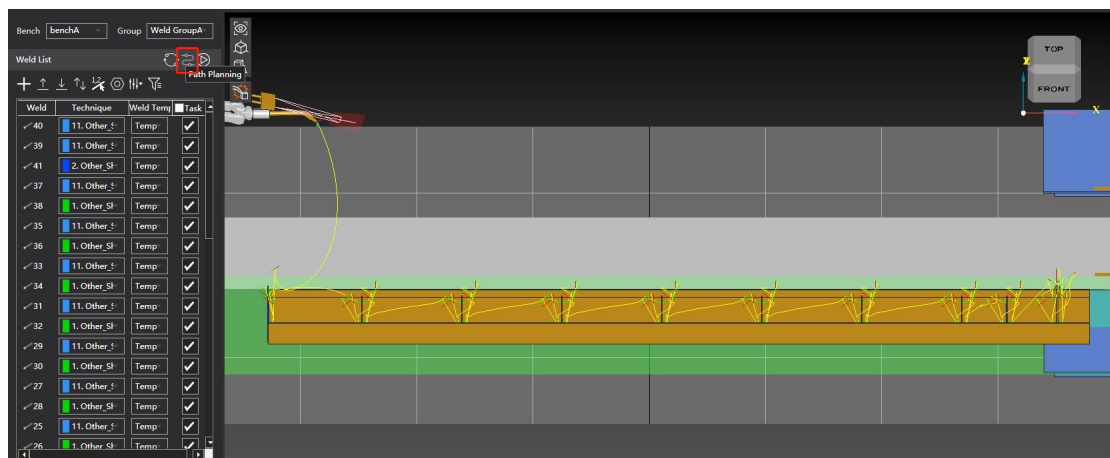 Bench benchA Group Weld GroupA
Weld List
Path Planning
Weld Technique Weld Temp Task
40 11. Other_S Temp
39 11. Other_S Temp
41 2. Other_Sh Temp
37 11. Other_S Temp
38 1. Other_Sh Temp
35 11. Other_S Temp
36 1. Other_Sh Temp
33 11. Other_S Temp
34 1. Other_Sh Temp
31 11. Other_S Temp
32 1. Other_Sh Temp
29 11. Other_S Temp
30 1. Other_Sh Temp
27 11. Other_S Temp
28 1. Other_Sh Temp
25 11. Other_S Temp
26 1. Other_Sh Temp
TOP
FRONT
X